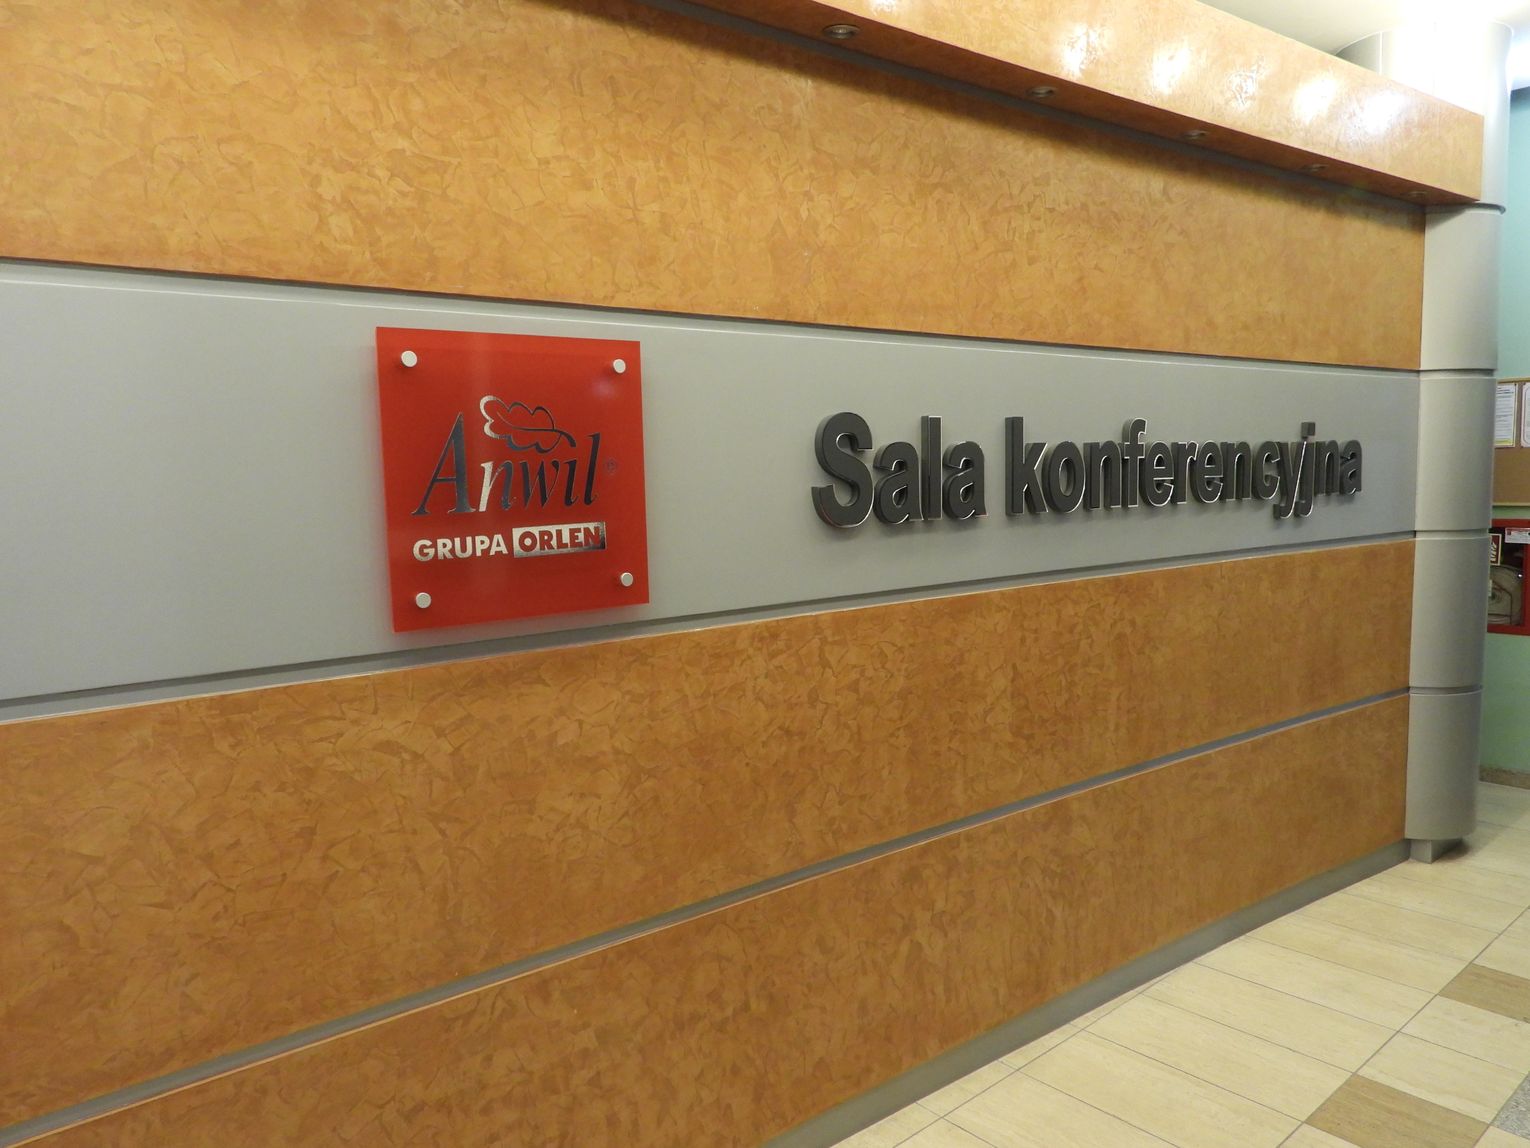 Anwil®
GRUPA ORLEN
Sala konferencyjna